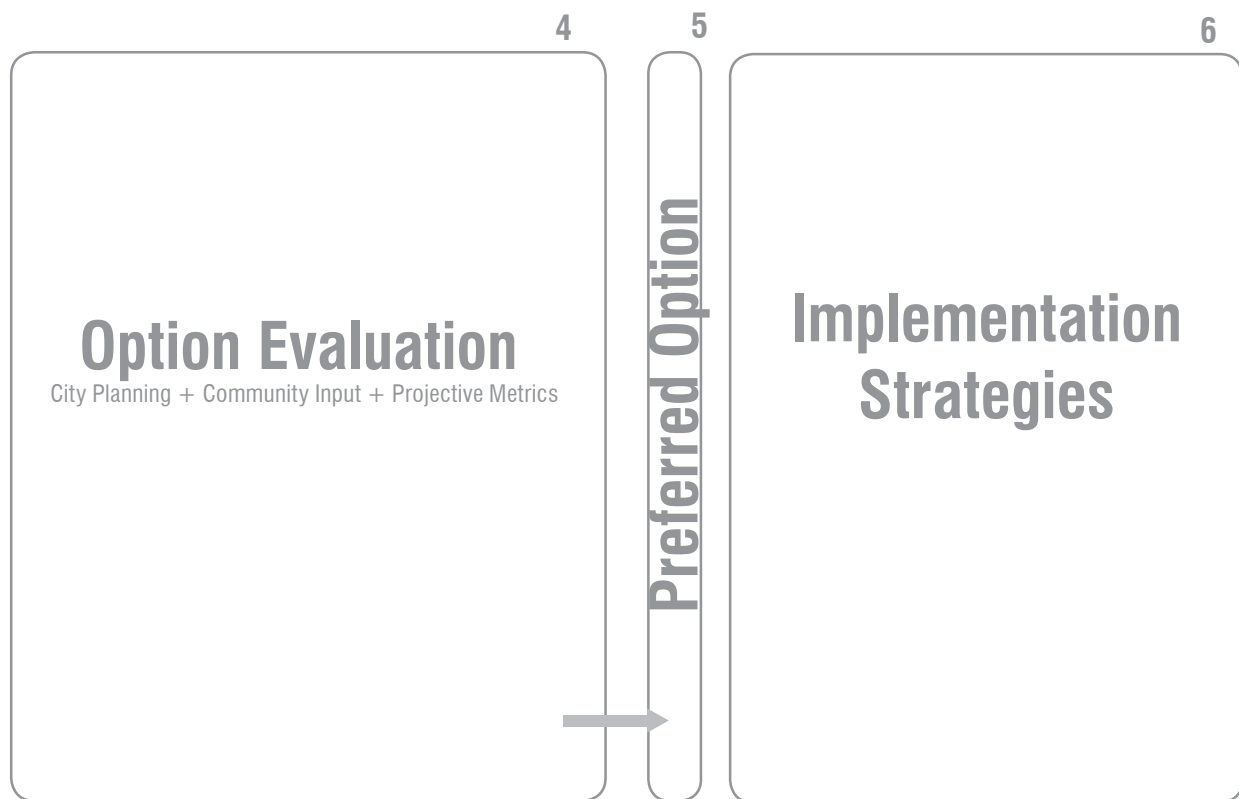 4
Option Evaluation
City Planning + Community Input + Projective Metrics
5
Preferred Option
6
Implementation
Strategies